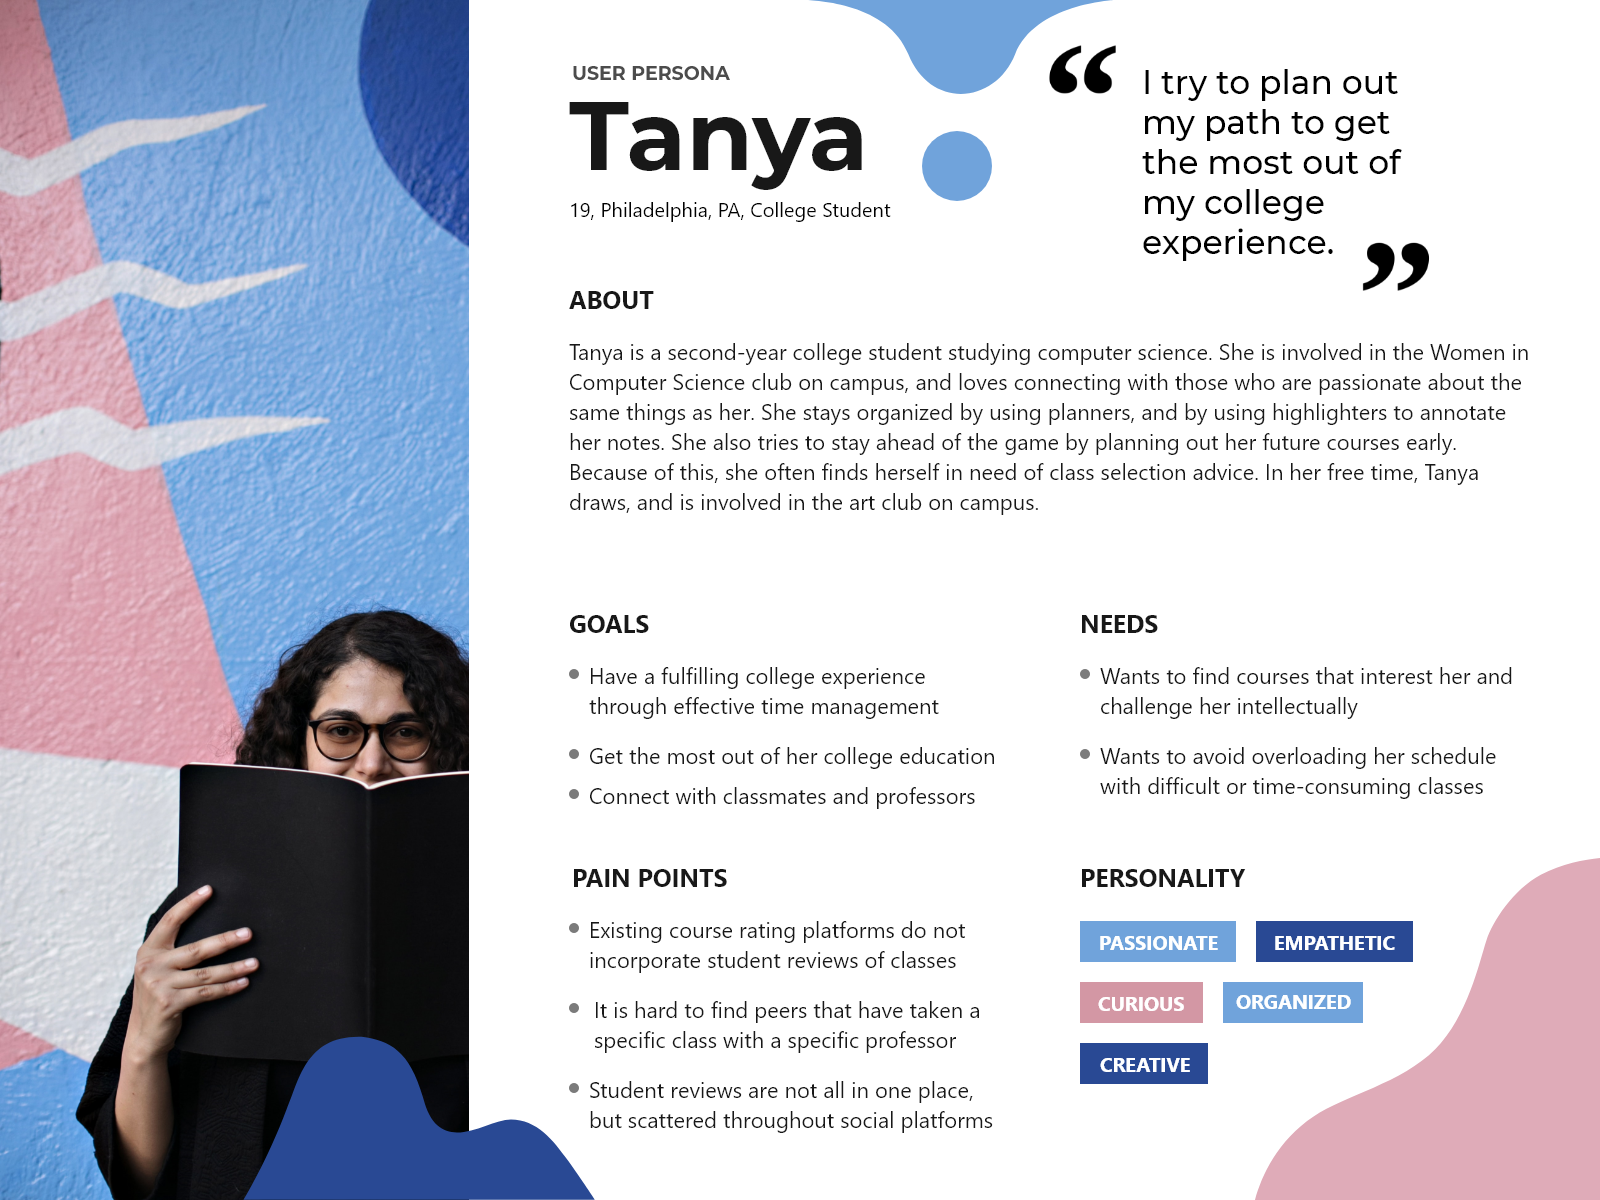 USER PERSONA
Tanya
19, Philadelphia, PA, College Student
“
I try to plan out
my path to get
the most out of
my college
experience.
”
ABOUT
Tanya is a second-year college student studying computer science. She is involved in the Women in
Computer Science club on campus, and loves connecting with those who are passionate about the
same things as her. She stays organized by using planners, and by using highlighters to annotate
her notes. She also tries to stay ahead of the game by planning out her future courses early.
Because of this, she often finds herself in need of class selection advice. In her free time, Tanya
draws, and is involved in the art club on campus.
GOALS
• Have a fulfilling college experience
through effective time management
• Get the most out of her college education
• Connect with classmates and professors
NEEDS
• Wants to find courses that interest her and
challenge her intellectually
• Wants to avoid overloading her schedule
with difficult or time-consuming classes
PAIN POINTS
• Existing course rating platforms do not
incorporate student reviews of classes
• It is hard to find peers that have taken a
specific class with a specific professor
• Student reviews are not all in one place,
but scattered throughout social platforms
PERSONALITY
PASSIONATE
EMPATHETIC
CURIOUS
ORGANIZED
CREATIVE